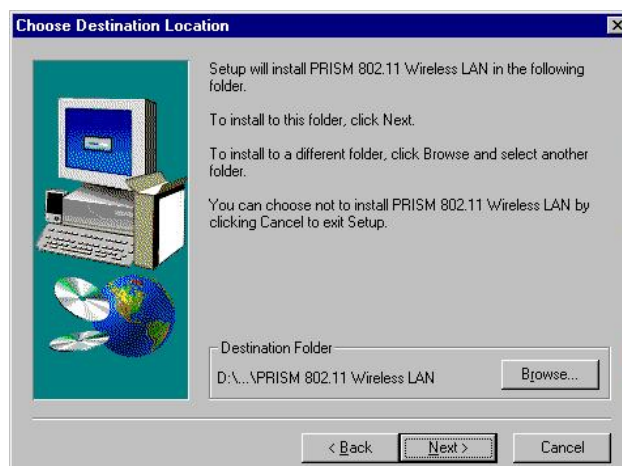 Choose Destination Location
Setup will install PRISM 802.11 Wireless LAN in the following
folder.
To install to this folder, click Next.
To install to a different folder, click Browse and select another
folder.
You can choose not to install PRISM 802.11 Wireless LAN by
clicking Cancel to exit Setup.
Destination Folder
D:\...\PRISM 802.11 Wireless LAN
Browse...
< Back
Next >
Cancel